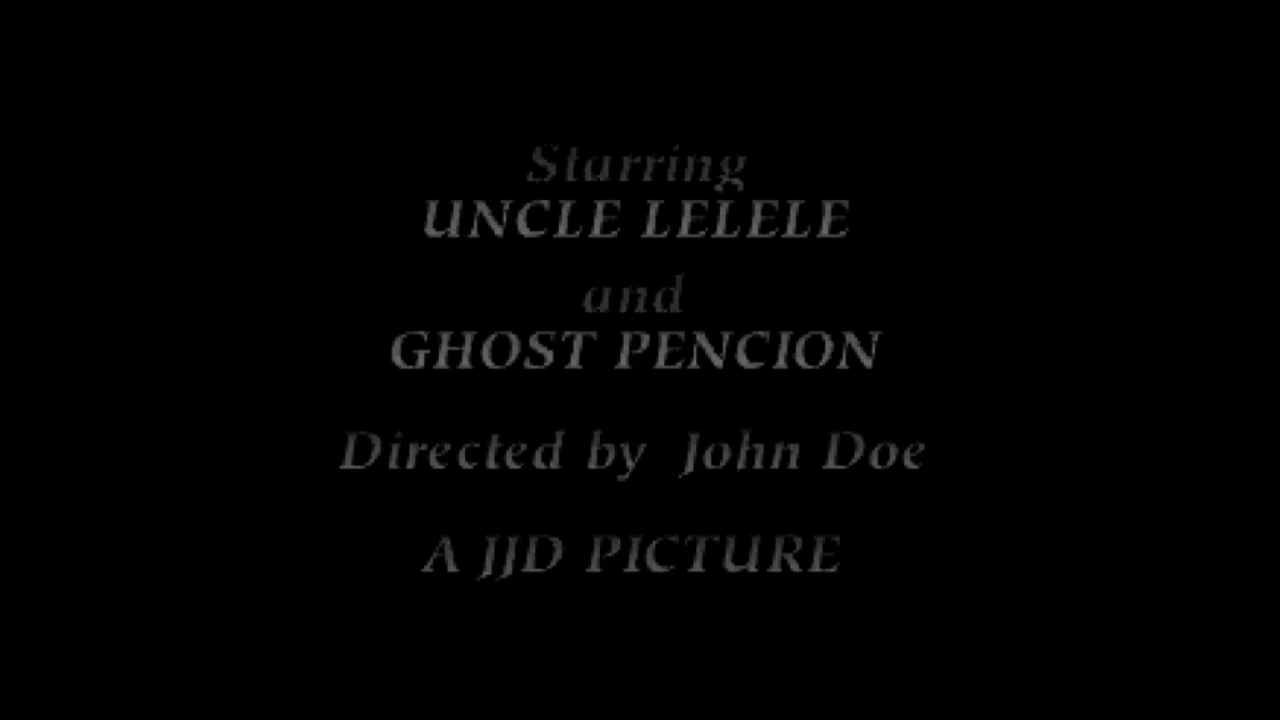 Starring
UNCLE LELELE
and
GHOST PENCION
Directed by John Doe
A JJD PICTURE